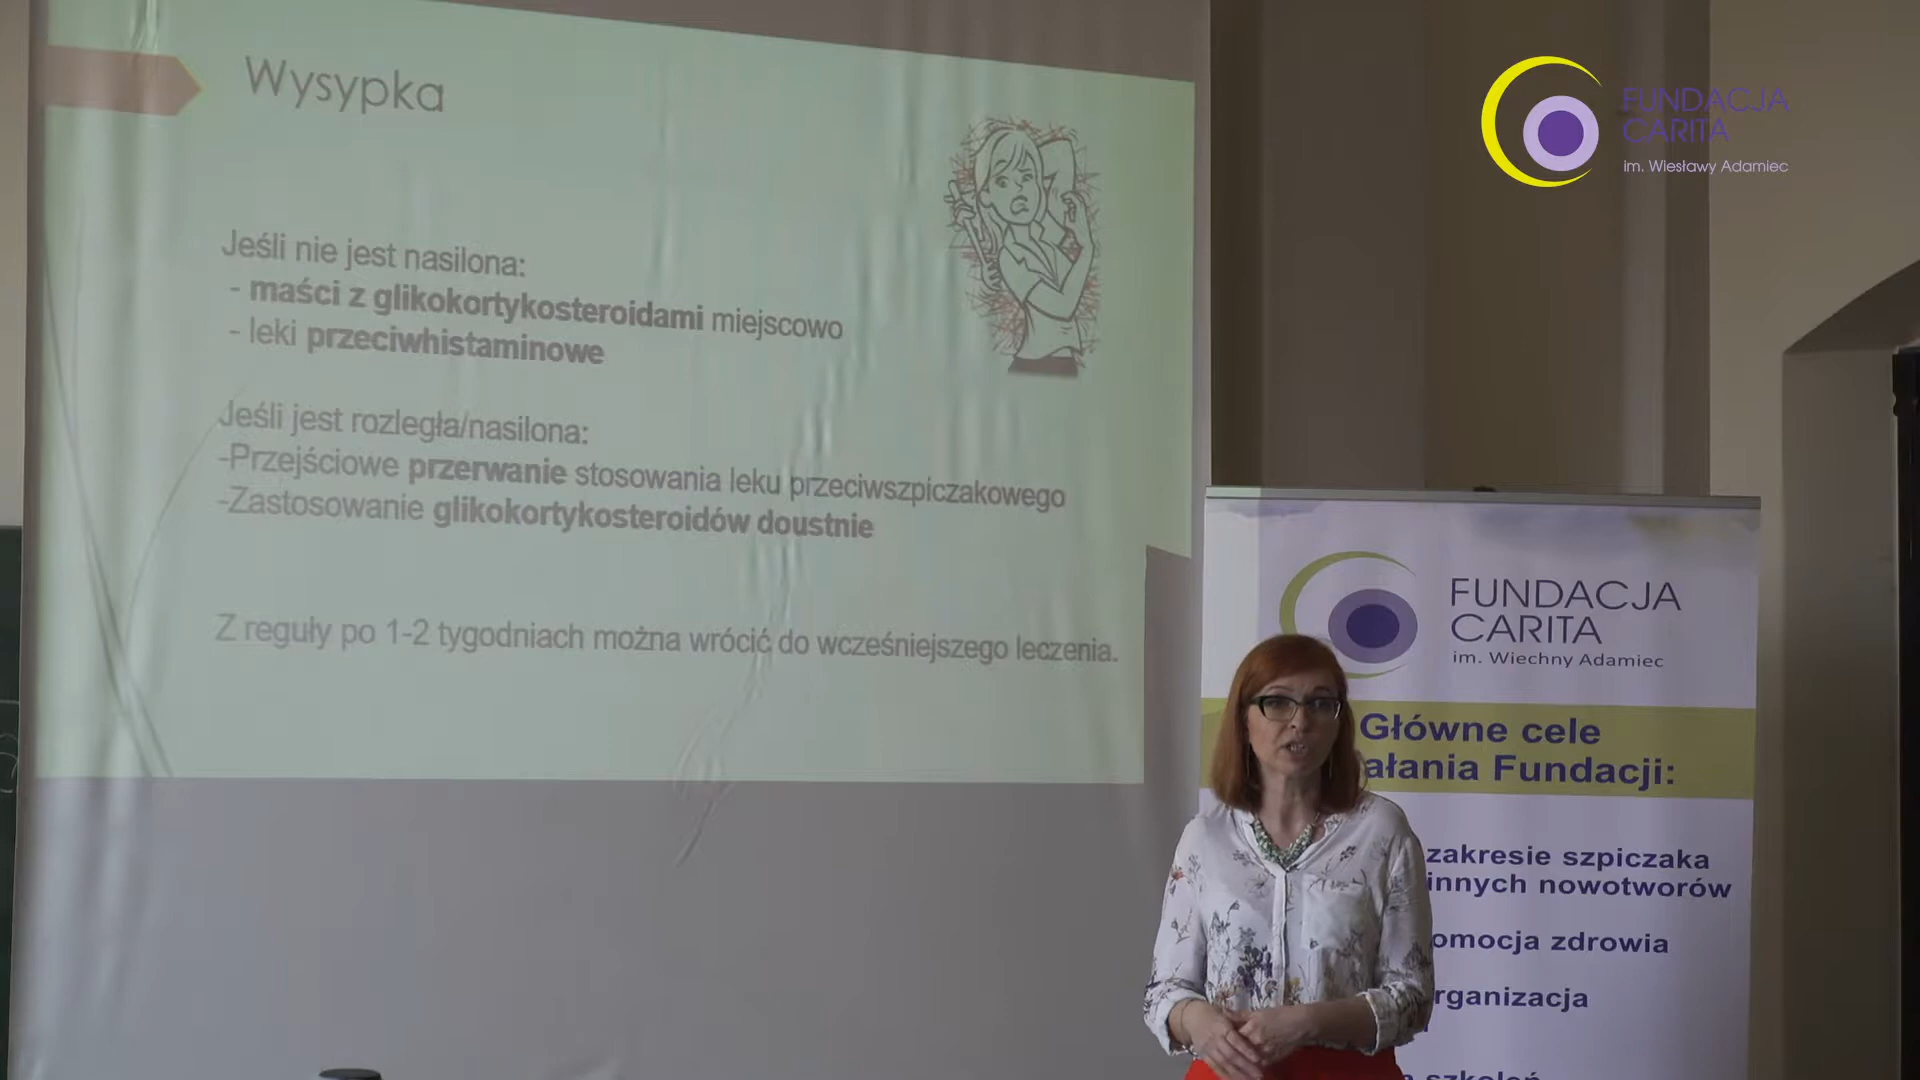 Wysypka
Jeśli nie jest nasilona:
- maści z glikokortykosteroidami miejscowo
- leki przeciwhistaminowe
Jeśli jest rozległa/nasilona:
-Przejściowe przerwanie stosowania leku przeciwszpiczakowego
-Zastosowanie glikokortykosteroidów doustnie
Z reguły po 1-2 tygodniach można wrócić do wcześniejszego leczenia.
FUNDACJA
CARITA
im. Wiesławy Adamiec
FUNDACJA
CARITA
im. Wiechny Adamiec
Główne cele
ałania Fundacji:
zakresie szpiczaka
innych nowotworów
omocja zdrowia
rganizacja
szkoleń